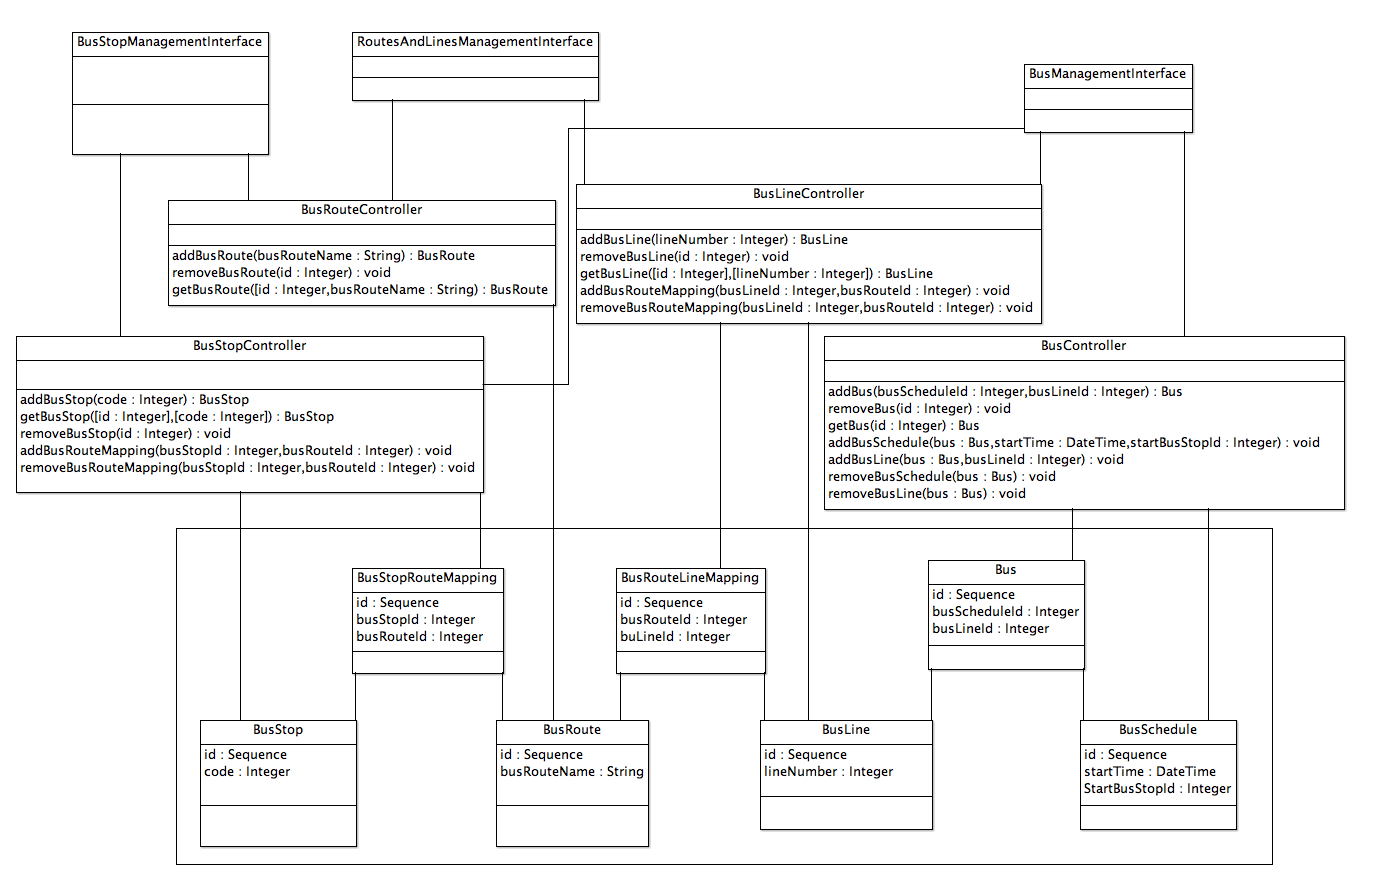 BusStopManagementInterface
RoutesAndLinesManagementInterface
BusManagementInterface
BusRouteController
addBusRoute(busRouteName : String) : BusRoute
removeBusRoute(id : Integer) : void
getBusRoute([id : Integer,busRouteName : String) : BusRoute
BusLineController
addBusLine(lineNumber : Integer) : BusLine
removeBusLine(id : Integer) : void
getBusLine([id : Integer],[lineNumber : Integer]) : BusLine
addBusRouteMapping(busLineId : Integer,busRouteId : Integer) : void
removeBusRouteMapping(busLineId : Integer,busRouteId : Integer) : void
BusStopController
addBusStop(code : Integer) : BusStop
getBusStop([id : Integer],[code : Integer]) : BusStop
removeBusStop(id : Integer) : void
addBusRouteMapping(busStopId : Integer,busRouteId : Integer) : void
removeBusRouteMapping(busStopId : Integer,busRouteId : Integer) : void
BusController
addBus(busScheduleId : Integer,busLineId : Integer) : Bus
removeBus(id : Integer) : void
getBus(id : Integer) : Bus
addBusSchedule(bus : Bus,startTime : DateTime,startBusStopId : Integer) : void
addBusLine(bus : Bus,busLineId : Integer) : void
removeBusSchedule(bus : Bus) : void
removeBusLine(bus : Bus) : void
BusStopRouteMapping
id : Sequence
busStopId : Integer
busRouteId : Integer
BusRouteLineMapping
id : Sequence
busRouteId : Integer
buLineId : Integer
Bus
id : Sequence
busScheduleId : Integer
busLineId : Integer
BusStop
id : Sequence
code : Integer
BusRoute
id : Sequence
busRouteName : String
BusLine
id : Sequence
lineNumber : Integer
BusSchedule
id : Sequence
startTime : DateTime
StartBusStopId : Integer